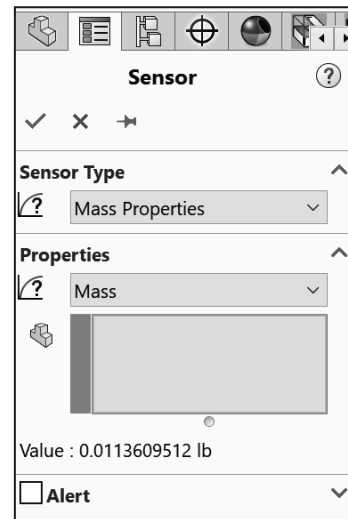 Sensor
?
Sensor Type
?
Mass Properties
Properties
?
Mass
Value : 0.0113609512 lb
Alert